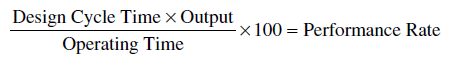 Design Cycle Time × Output
Operating Time
× 100 = Performance Rate